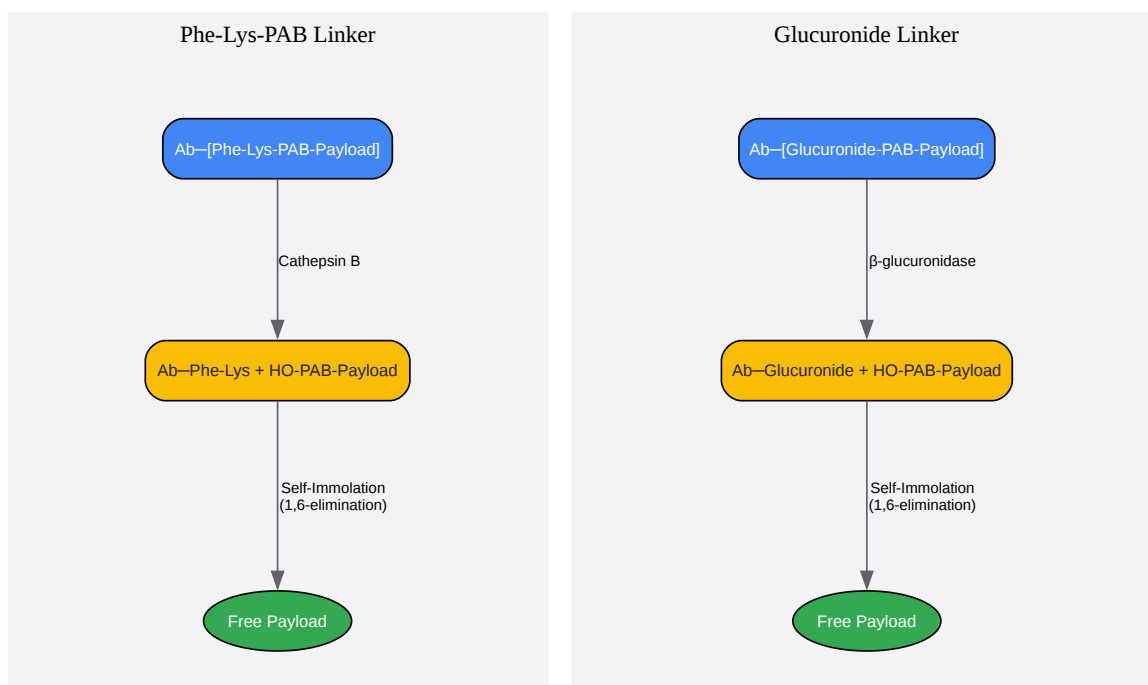 Phe-Lys-PAB Linker
Ab─[Phe-Lys-PAB-Payload]
Cathepsin B
Ab─Phe-Lys + HO-PAB-Payload
Self-Immolation
(1,6-elimination)
Free Payload
Glucuronide Linker
Ab─[Glucuronide-PAB-Payload]
β-glucuronidase
Ab─Glucuronide + HO-PAB-Payload
Self-Immolation
(1,6-elimination)
Free Payload